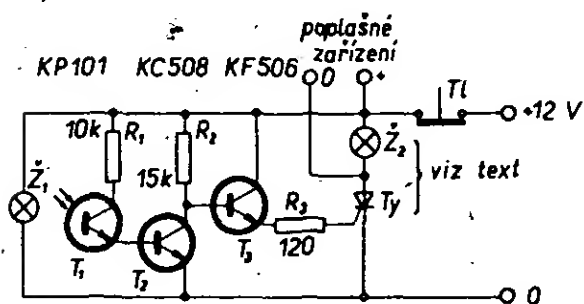 poplašné
zařízení
KP101 KC508 KF506 0 +
Tl
+12 V
10k R₁ R₂
15k
Ž₁
Ž₂
viz text
R₃
Ty
120
T₁ T₂ T₃
0